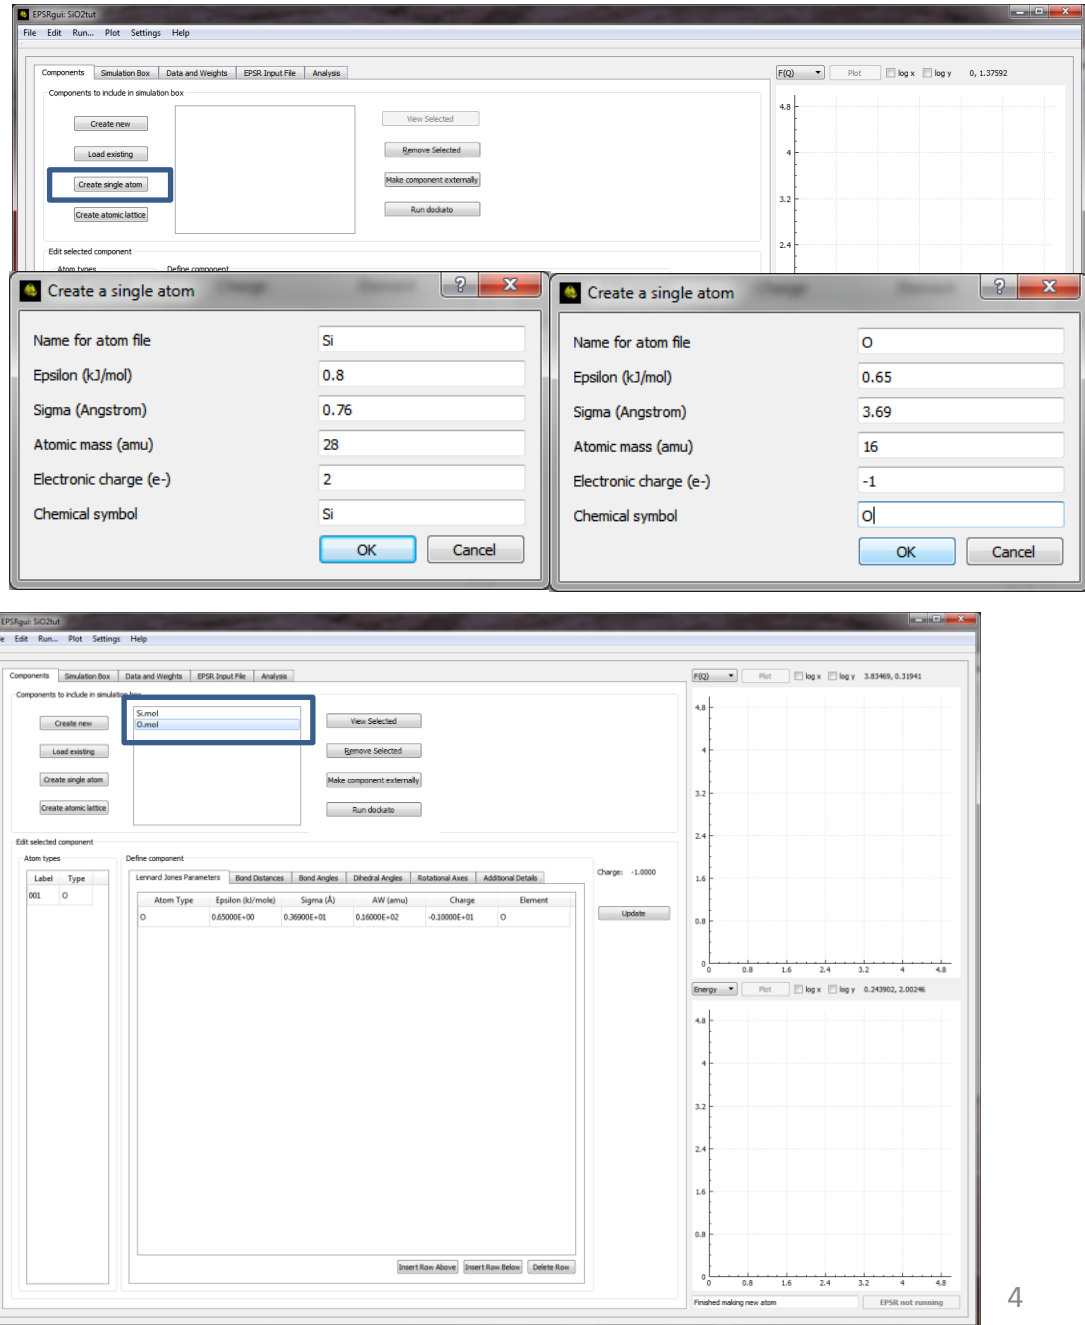 EPSRgui: SiO2tut
File Edit Run... Plot Settings Help
Components Simulation Box Data and Weights EPSR Input File Analysis
F(Q) Plot log x log y 0, 1.37592
Components to include in simulation box
Create new
View Selected
Load existing
Remove Selected
Create single atom
Make component externally
Create atomic lattice
Run dockato
4.8
4
3.2
2.4
Edit selected component
Atom types Define component
Create a single atom
Name for atom file Si
Epsilon (kJ/mol) 0.8
Sigma (Angstrom) 0.76
Atomic mass (amu) 28
Electronic charge (e-) 2
Chemical symbol Si
OK Cancel
Create a single atom
Name for atom file O
Epsilon (kJ/mol) 0.65
Sigma (Angstrom) 3.69
Atomic mass (amu) 16
Electronic charge (e-) -1
Chemical symbol O
OK Cancel
EPSRgui: SiO2tut
le Edit Run... Plot Settings Help
Components Simulation Box Data and Weights EPSR Input File Analysis
F(Q) Plot log x log y 3.83469, 0.31941
Components to include in simulation box
Si.mol
O.mol
Create new
View Selected
Load existing
Remove Selected
Create single atom
Make component externally
Create atomic lattice
Run dockato
Edit selected component
Atom types
Label Type
001 O
Define component
Lennard Jones Parameters Bond Distances Bond Angles Dihedral Angles Rotational Axes Additional Details
Atom Type Epsilon (kJ/mole) Sigma (Å) AW (amu) Charge Element
O 0.65000E+00 0.36900E+01 0.16000E+02 -0.10000E+01 O
Insert Row Above Insert Row Below Delete Row
Charge: -1.0000
Update
4.8
4
3.2
2.4
1.6
0.8
0
0 0.8 1.6 2.4 3.2 4 4.8
Energy Plot log x log y 0.243902, 2.00246
4.8
4
3.2
2.4
1.6
0.8
0
0 0.8 1.6 2.4 3.2 4 4.8
Finished making new atom EPSR not running
4